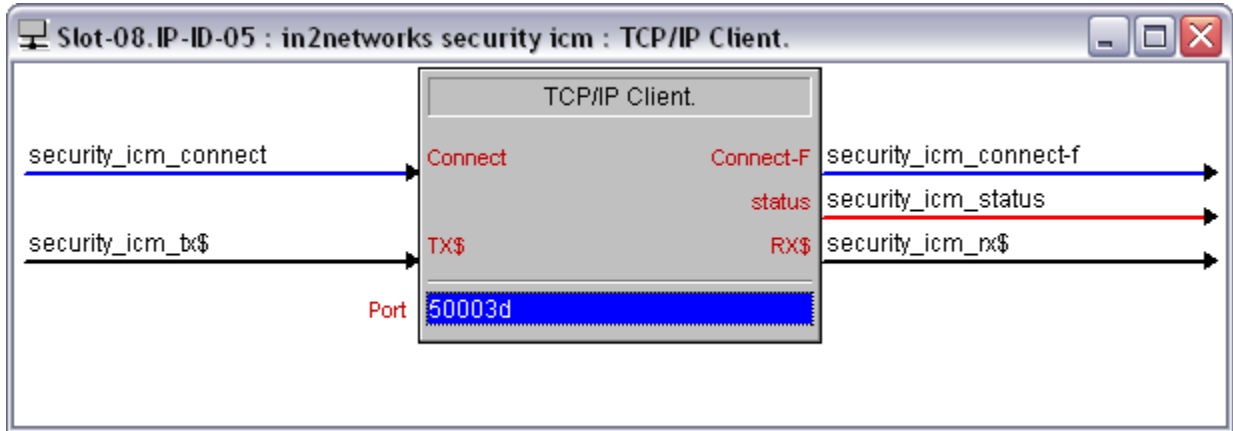 Slot-08.IP-ID-05 : in2networks security icm : TCP/IP Client.
TCP/IP Client.
security_icm_connect Connect Connect-F security_icm_connect-f
status security_icm_status
security_icm_tx$ TX$ RX$ security_icm_rx$
Port 50003d